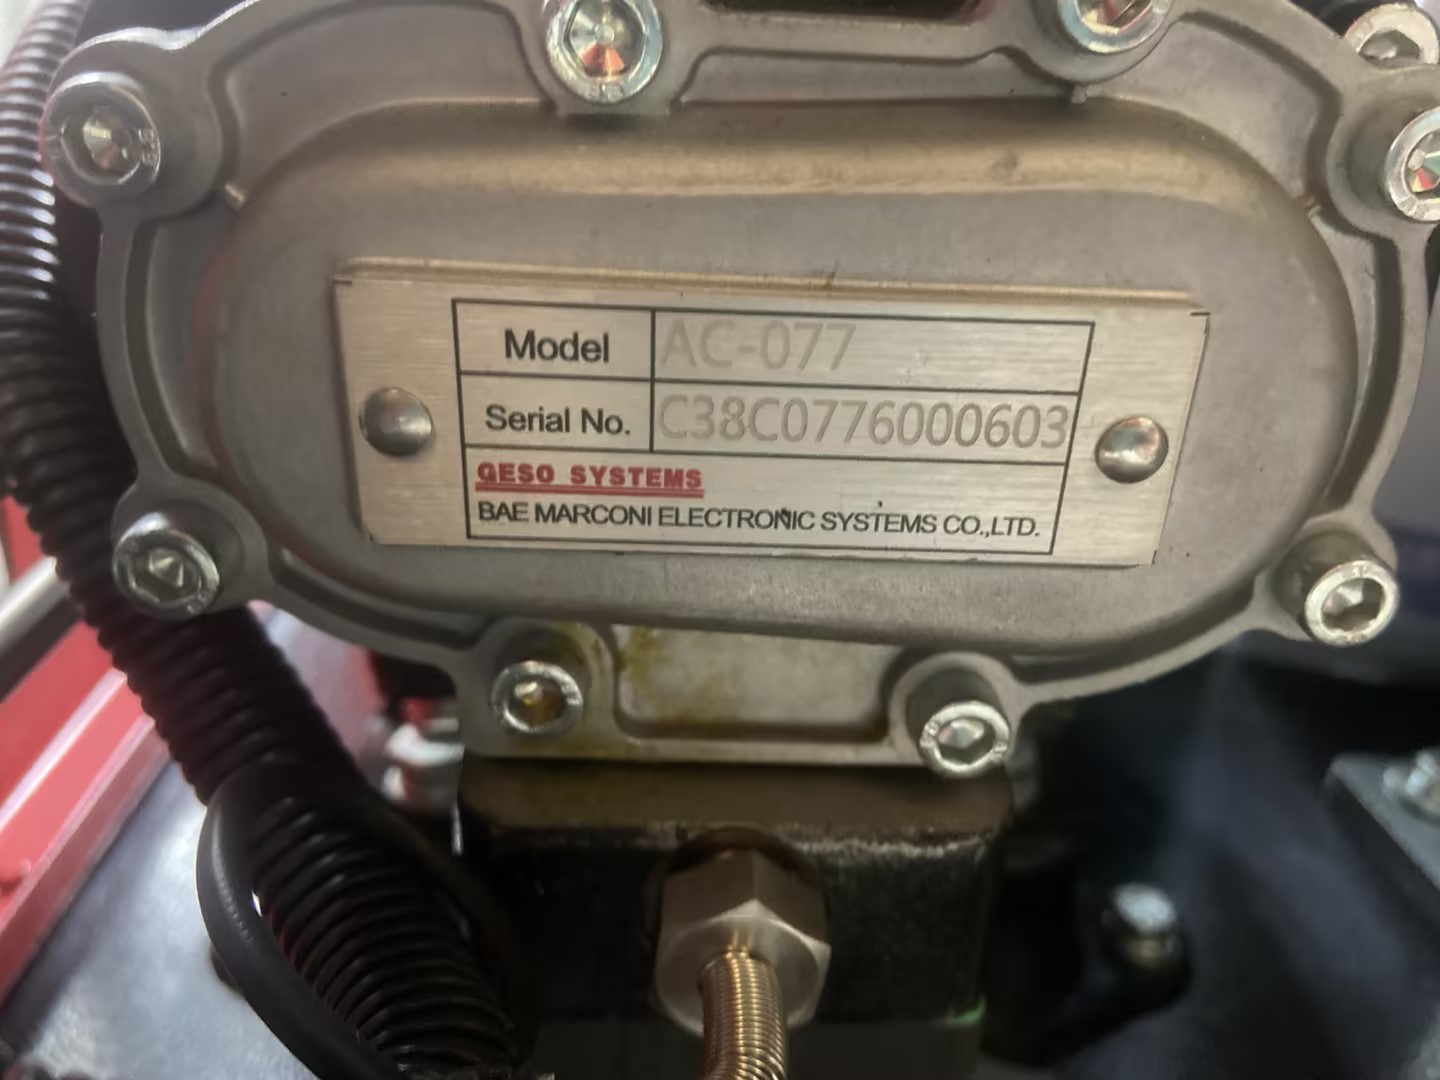 Model AC-077
Serial No. C38C0776000603
GESO SYSTEMS
BAE MARCONI ELECTRONIC SYSTEMS CO.,LTD.